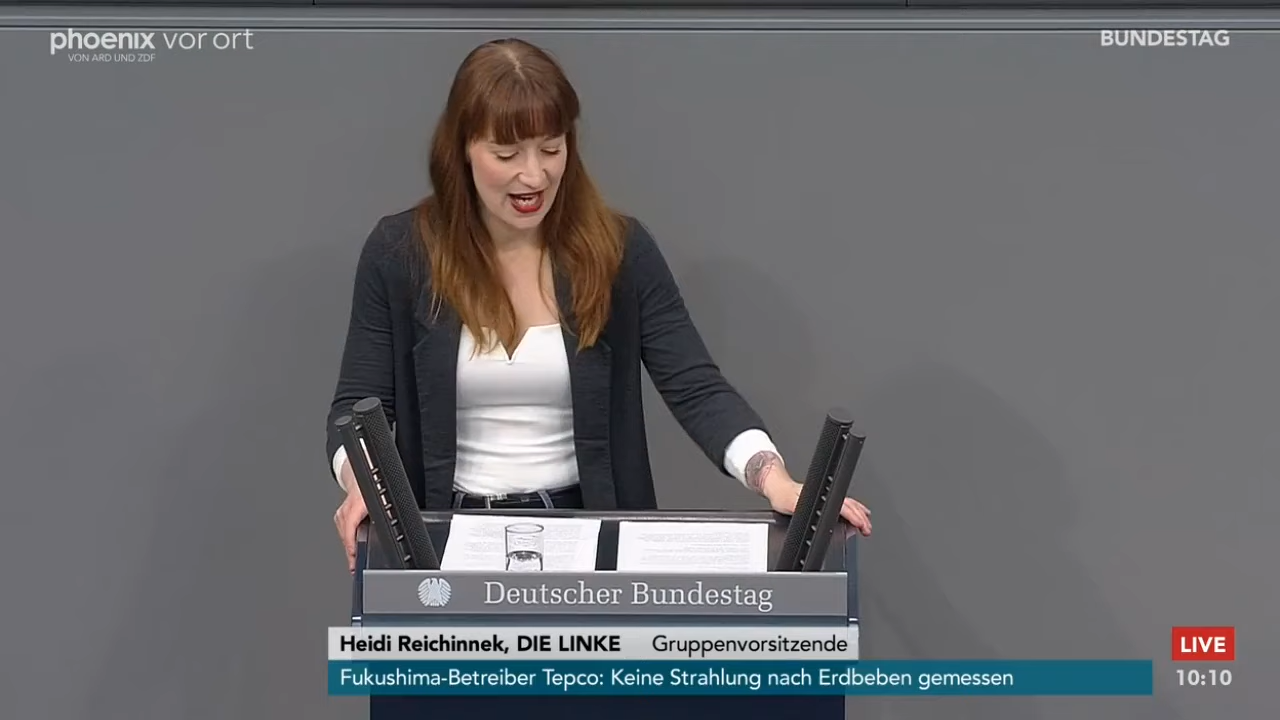 phoenix vor ort
VON ARD UND ZDF
BUNDESTAG
Deutscher Bundestag
Heidi Reichinnek, DIE LINKE Gruppenvorsitzende
Fukushima-Betreiber Tepco: Keine Strahlung nach Erdbeben gemessen
LIVE
10:10